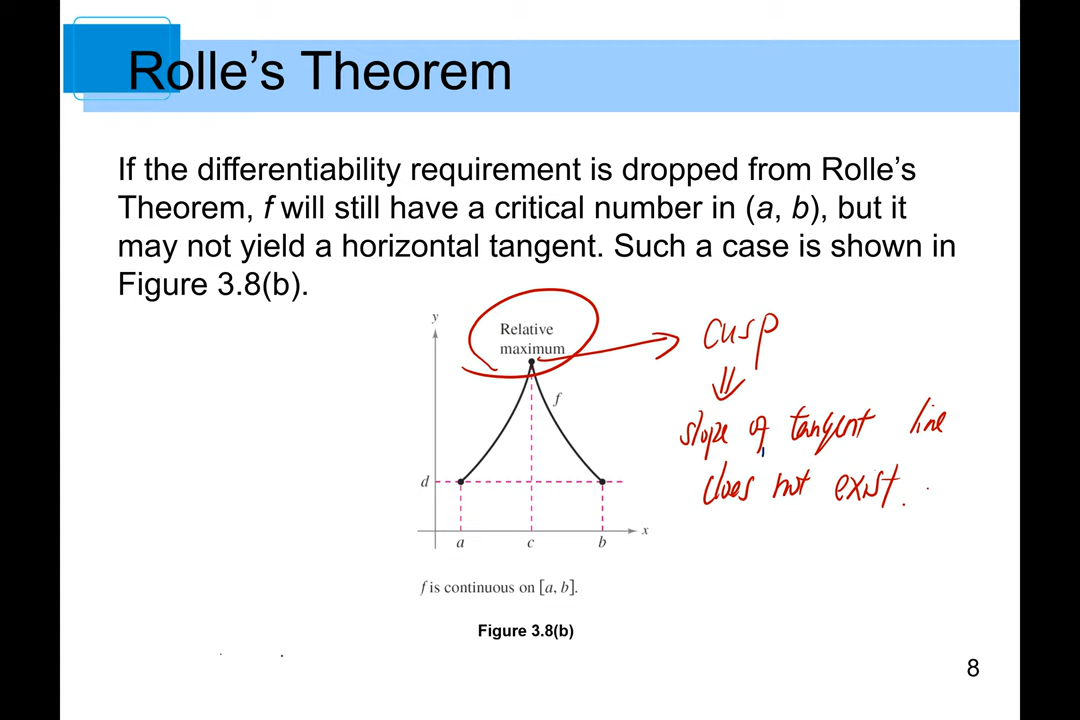 Rolle's Theorem
If the differentiability requirement is dropped from Rolle's
Theorem, f will still have a critical number in (a, b), but it
may not yield a horizontal tangent. Such a case is shown in
Figure 3.8(b).
y
Relative
maximum
f
d
a
c
b
x
cusp
⇓
slope of tangent line
does not exist.
f is continuous on [a, b].
Figure 3.8(b)
8